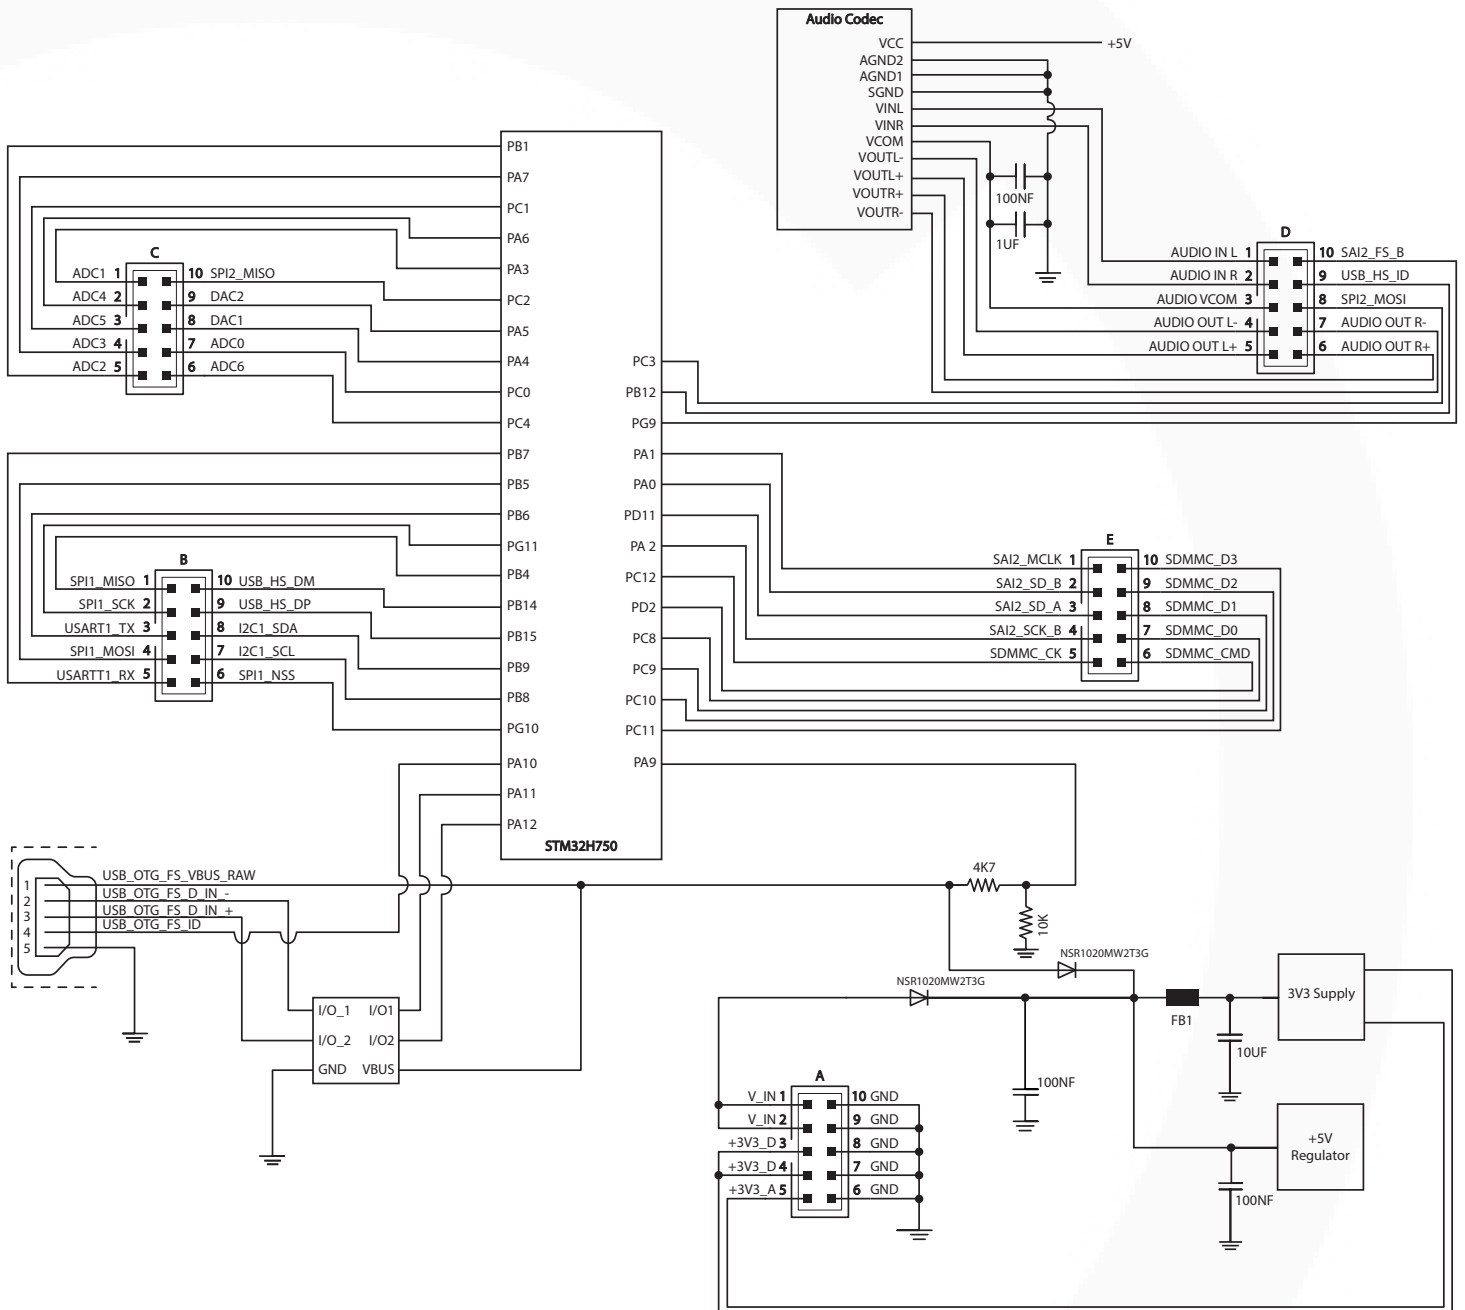 Audio Codec
VCC
+5V
AGND2
AGND1
SGND
VINL
VINR
VCOM
VOUTL-
VOUTL+
VOUTR+
VOUTR-
100NF
1UF
D
AUDIO IN L 1
10 SAI2_FS_B
AUDIO IN R 2
9 USB_HS_ID
AUDIO VCOM 3
8 SPI2_MOSI
AUDIO OUT L- 4
7 AUDIO OUT R-
AUDIO OUT L+ 5
6 AUDIO OUT R+
PB1
PA7
PC1
PA6
PA3
PC2
PA5
PA4
PC0
PC4
PB7
PB5
PB6
PG11
PB4
PB14
PB15
PB9
PB8
PG10
PA10
PA11
PA12
PC3
PB12
PG9
PA1
PA0
PD11
PA 2
PC12
PD2
PC8
PC9
PC10
PC11
PA9
STM32H750
C
ADC1 1
10 SPI2_MISO
ADC4 2
9 DAC2
ADC5 3
8 DAC1
ADC3 4
7 ADC0
ADC2 5
6 ADC6
B
SPI1_MISO 1
10 USB_HS_DM
SPI1_SCK 2
9 USB_HS_DP
USART1_TX 3
8 I2C1_SDA
SPI1_MOSI 4
7 I2C1_SCL
USARTT1_RX 5
6 SPI1_NSS
E
SAI2_MCLK 1
10 SDMMC_D3
SAI2_SD_B 2
9 SDMMC_D2
SAI2_SD_A 3
8 SDMMC_D1
SAI2_SCK_B 4
7 SDMMC_D0
SDMMC_CK 5
6 SDMMC_CMD
1
USB_OTG_FS_VBUS_RAW
2
USB_OTG_FS_D_IN_-
3
USB_OTG_FS_D_IN_+
4
USB_OTG_FS_ID
5
I/O_1
I/O1
I/O_2
I/O2
GND
VBUS
4K7
10K
NSR1020MW2T3G
NSR1020MW2T3G
FB1
3V3 Supply
10UF
100NF
+5V
Regulator
100NF
A
V_IN 1
10 GND
V_IN 2
9 GND
+3V3_D 3
8 GND
+3V3_D 4
7 GND
+3V3_A 5
6 GND